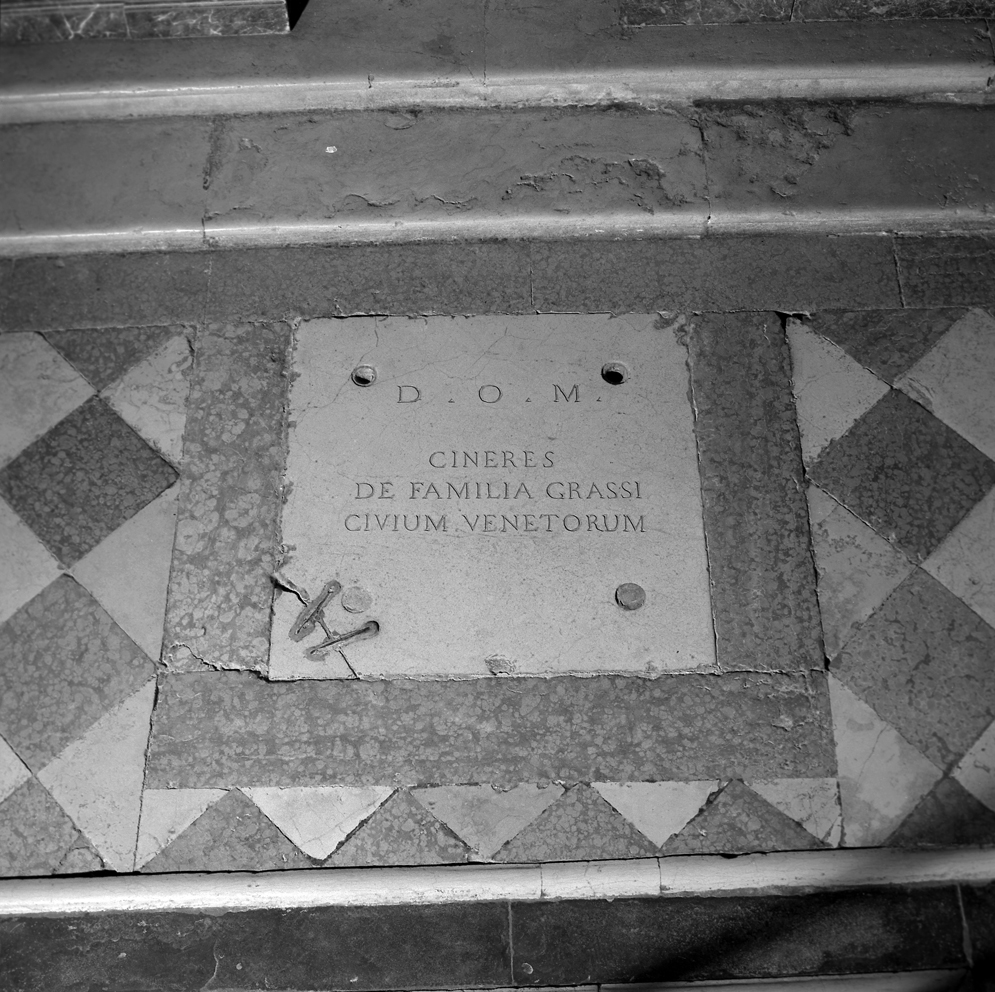 D . O . M .
CINERES
DE FAMILIA GRASSI
CIVIUM VENETORUM